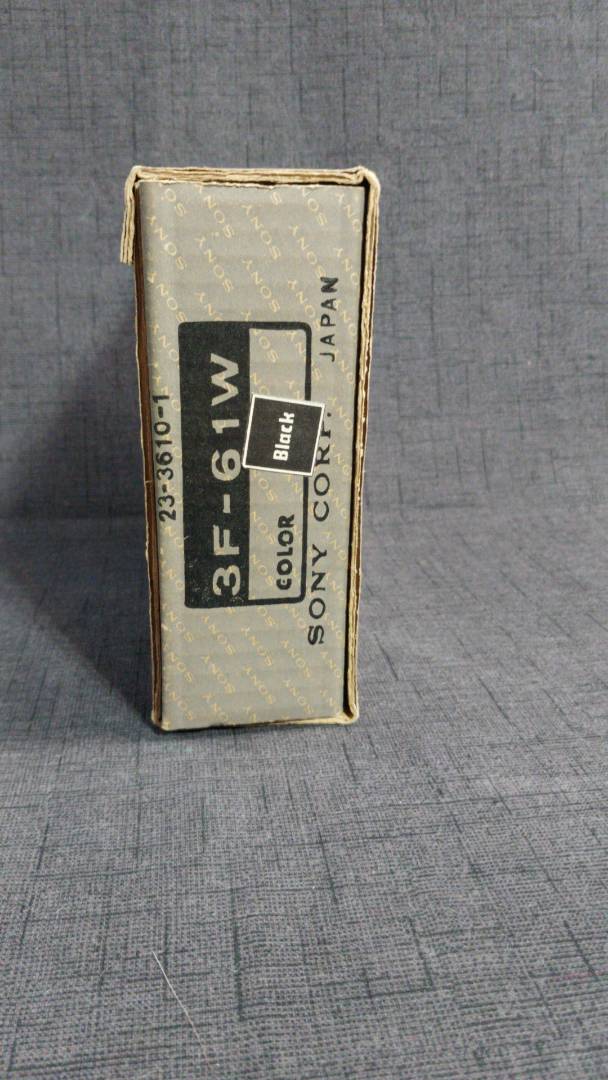 23-3610-1
3F-61W
COLOR Black
SONY CORP. JAPAN